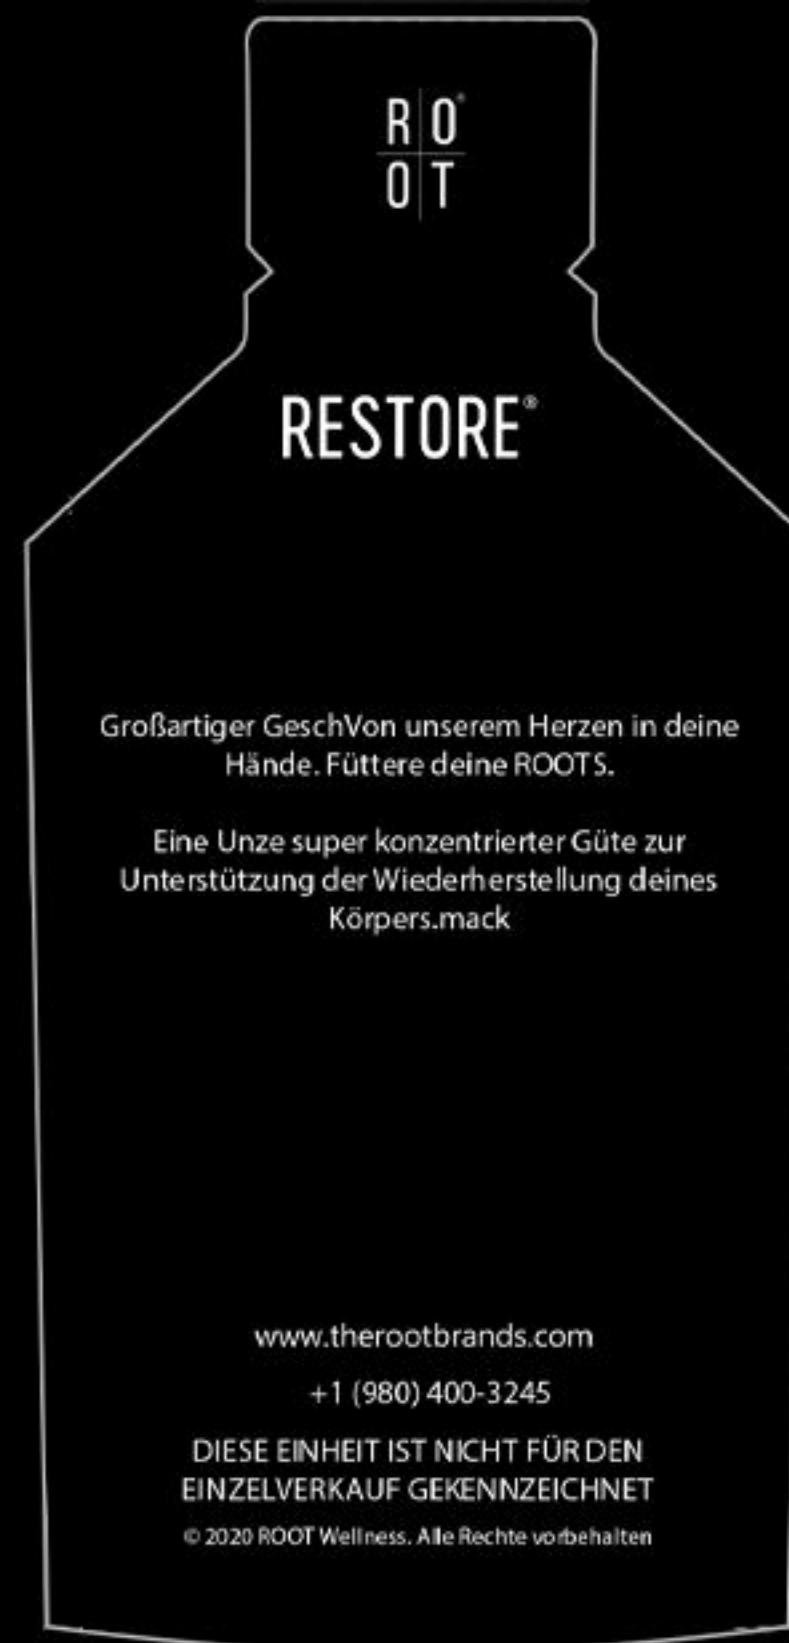 R O®
O T
RESTORE®
Großartiger GeschVon unserem Herzen in deine
Hände. Füttere deine ROOTS.
Eine Unze super konzentrierter Güte zur
Unterstützung der Wiederherstellung deines
Körpers.mack
www.therootbrands.com
+1 (980) 400-3245
DIESE EINHEIT IST NICHT FÜR DEN
EINZELVERKAUF GEKENNZEICHNET
© 2020 ROOT Wellness. Alle Rechte vorbehalten